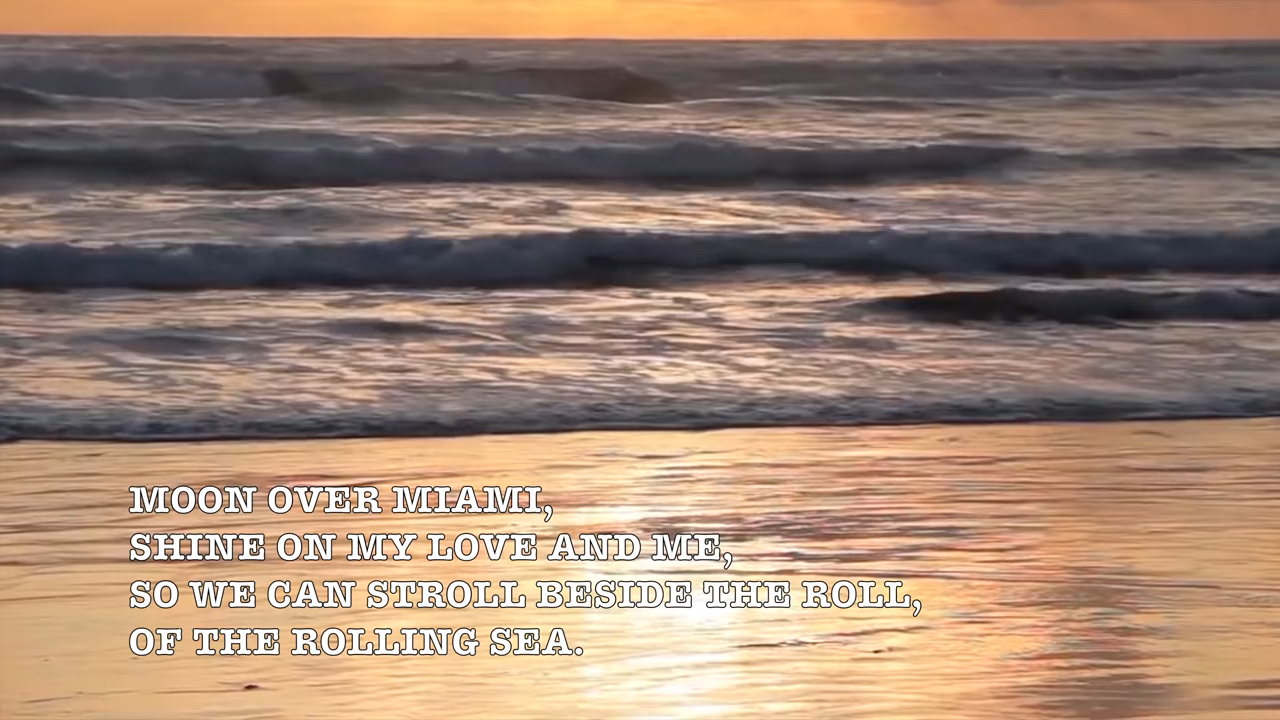 MOON OVER MIAMI,
SHINE ON MY LOVE AND ME,
SO WE CAN STROLL BESIDE THE ROLL,
OF THE ROLLING SEA.